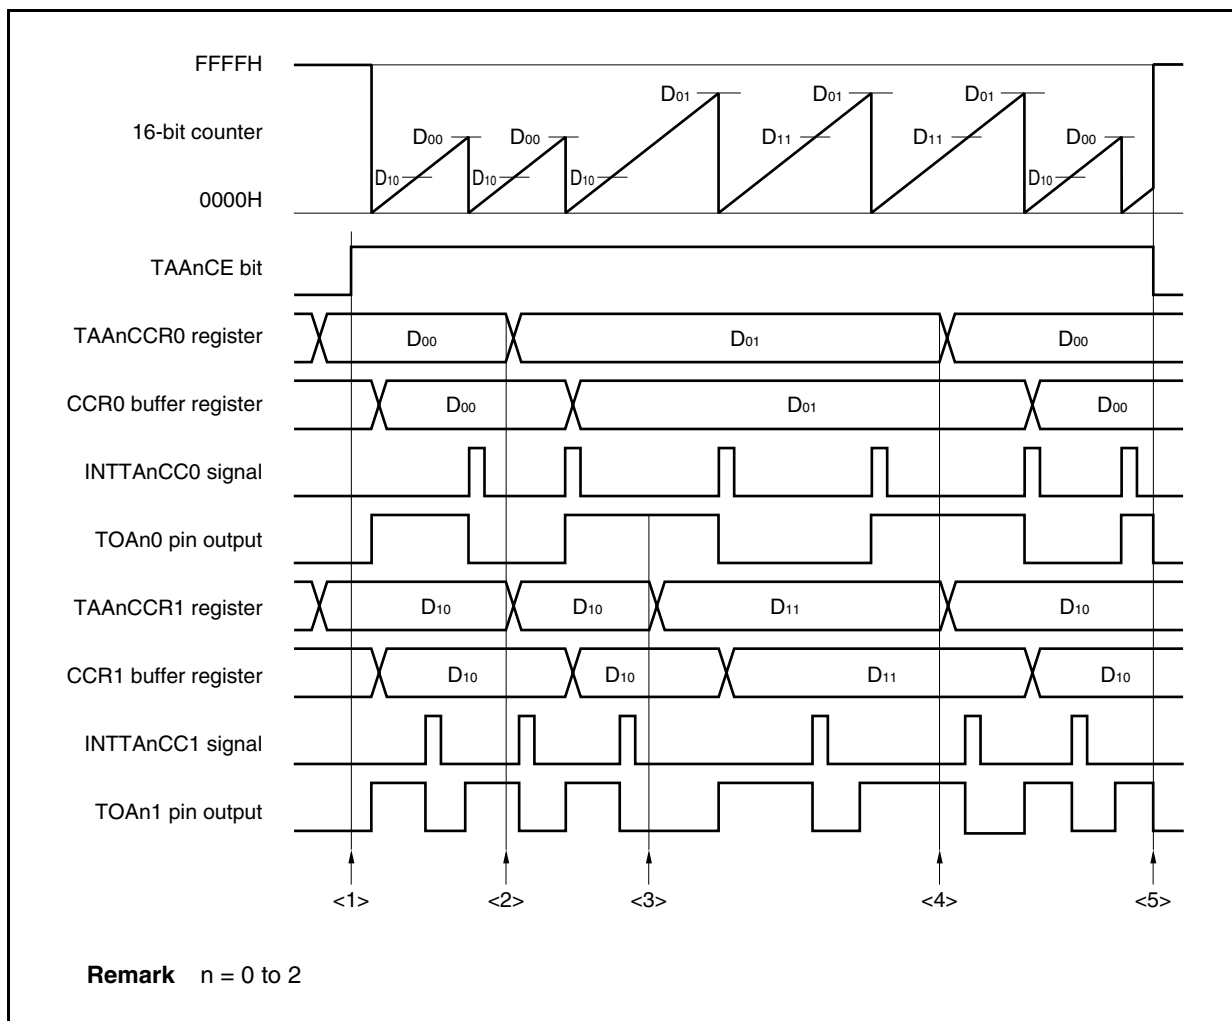 FFFFH
D01 D01 D01
16-bit counter D00 D00 D11 D11 D00
D10 D10 D10 D10
0000H
TAAnCE bit
TAAnCCR0 register D00 D01 D00
CCR0 buffer register D00 D01 D00
INTTAnCC0 signal
TOAn0 pin output
TAAnCCR1 register D10 D10 D11 D10
CCR1 buffer register D10 D10 D11 D10
INTTAnCC1 signal
TOAn1 pin output
<1> <2> <3> <4> <5>
Remark n = 0 to 2